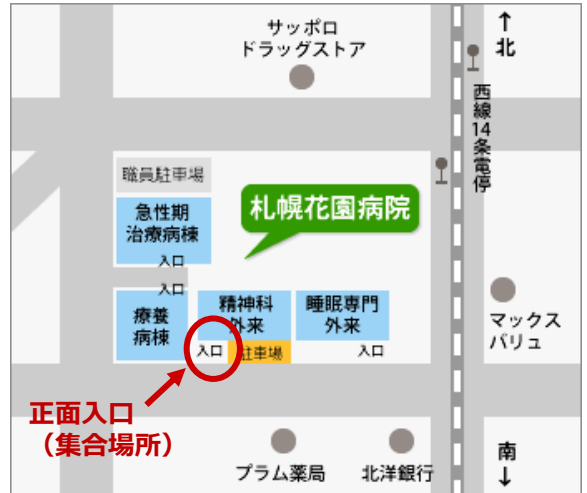 サッポロ
ドラッグストア
↑
北
西線14条電停
職員駐車場
急性期
治療病棟
入口
札幌花園病院
入口
療養
病棟
精神科
外来
睡眠専門
外来
入口
駐車場
入口
マックス
バリュ
正面入口
（集合場所）
プラム薬局
北洋銀行
南
↓